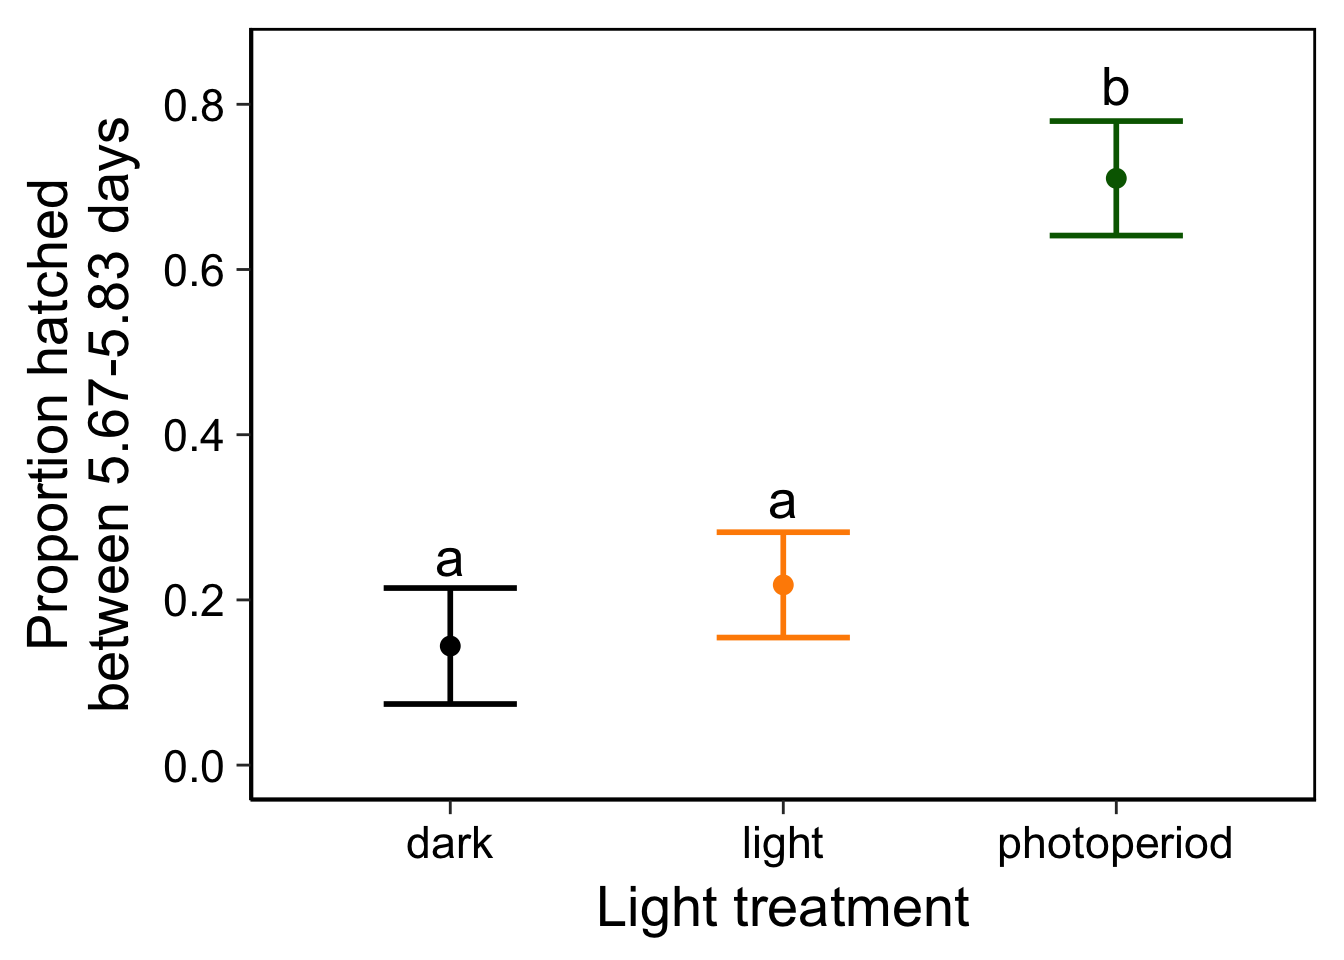 Proportion hatched
between 5.67-5.83 days
0.8
0.6
0.4
0.2
0.0
a
a
b
dark
light
photoperiod
Light treatment